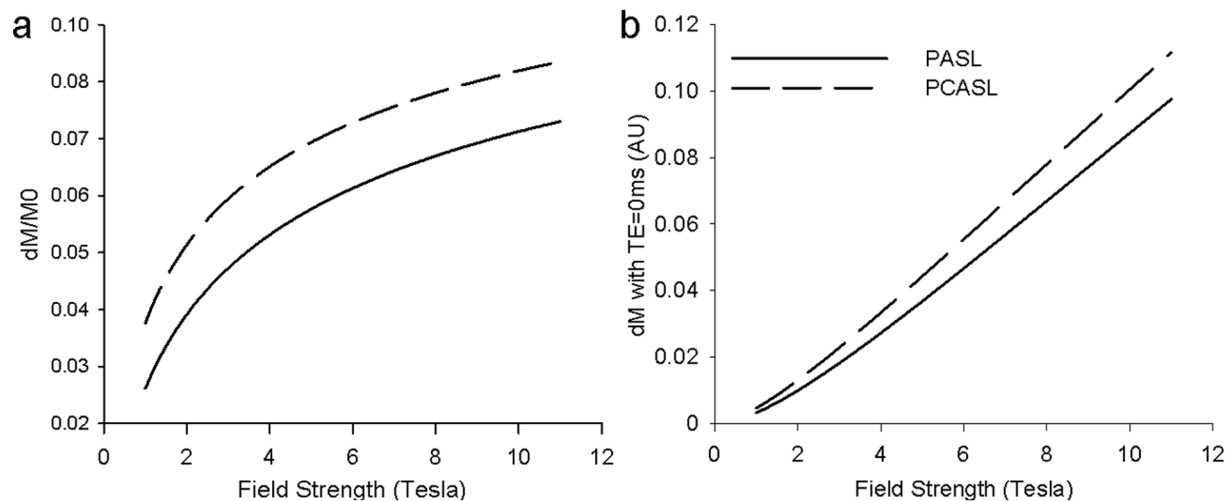 a
0.10
0.09
0.08
0.07
0.06
0.05
0.04
0.03
0.02
dM/M0
0 2 4 6 8 10 12
Field Strength (Tesla)
b
0.12
0.10
0.08
0.06
0.04
0.02
0
dM with TE=0ms (AU)
PASL
PCASL
0 2 4 6 8 10 12
Field Strength (Tesla)